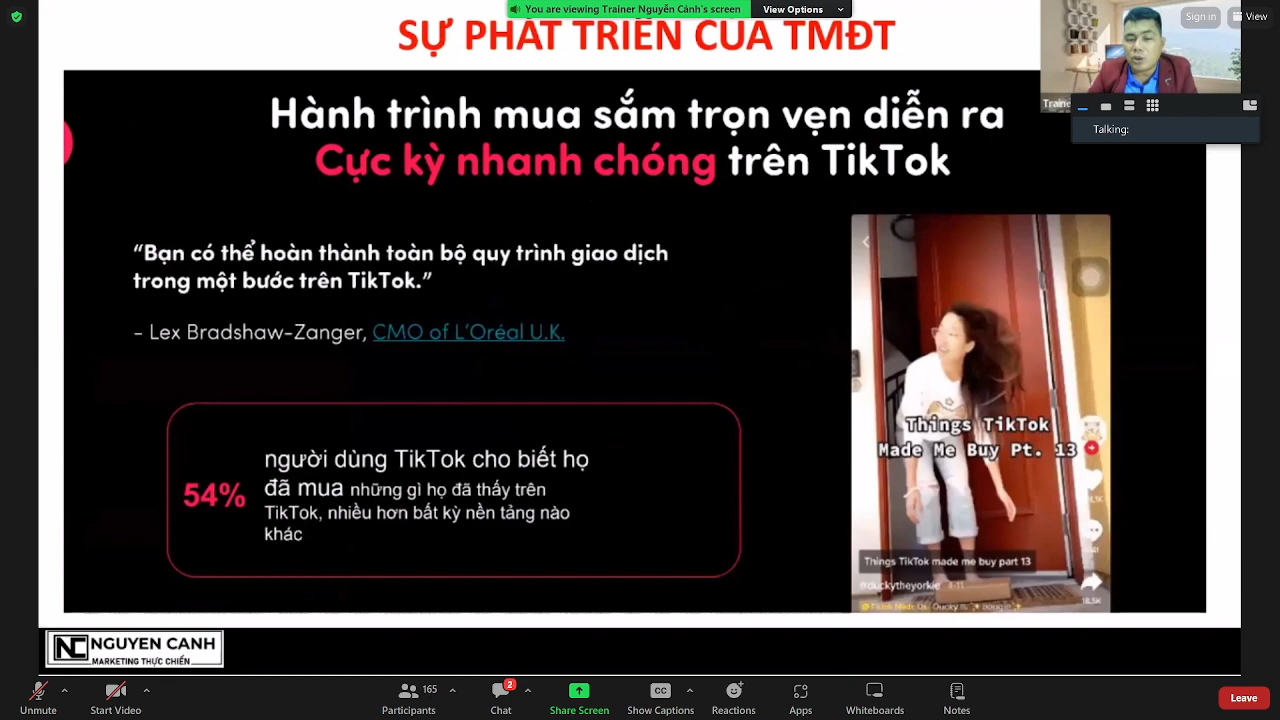 You are viewing Trainer Nguyễn Cảnh's screen
View Options
Sign in
View
SỰ PHÁT TRIỂN CỦA TMĐT
Talking:
Hành trình mua sắm trọn vẹn diễn ra
Cực kỳ nhanh chóng trên TikTok
“Bạn có thể hoàn thành toàn bộ quy trình giao dịch
trong một bước trên TikTok.”
– Lex Bradshaw-Zanger, CMO of L’Oréal U.K.
54%
người dùng TikTok cho biết họ
đã mua những gì họ đã thấy trên
TikTok, nhiều hơn bất kỳ nền tảng nào
khác
Things TikTok
Made Me Buy Pt. 13
Things TikTok made me buy part 13
@duckytheyorkie 4-11
18.5K
NC NGUYEN CANH
MARKETING THỰC CHIẾN
Unmute
Start Video
165
Participants
2
Chat
Share Screen
CC
Show Captions
Reactions
Apps
Whiteboards
Notes
Leave